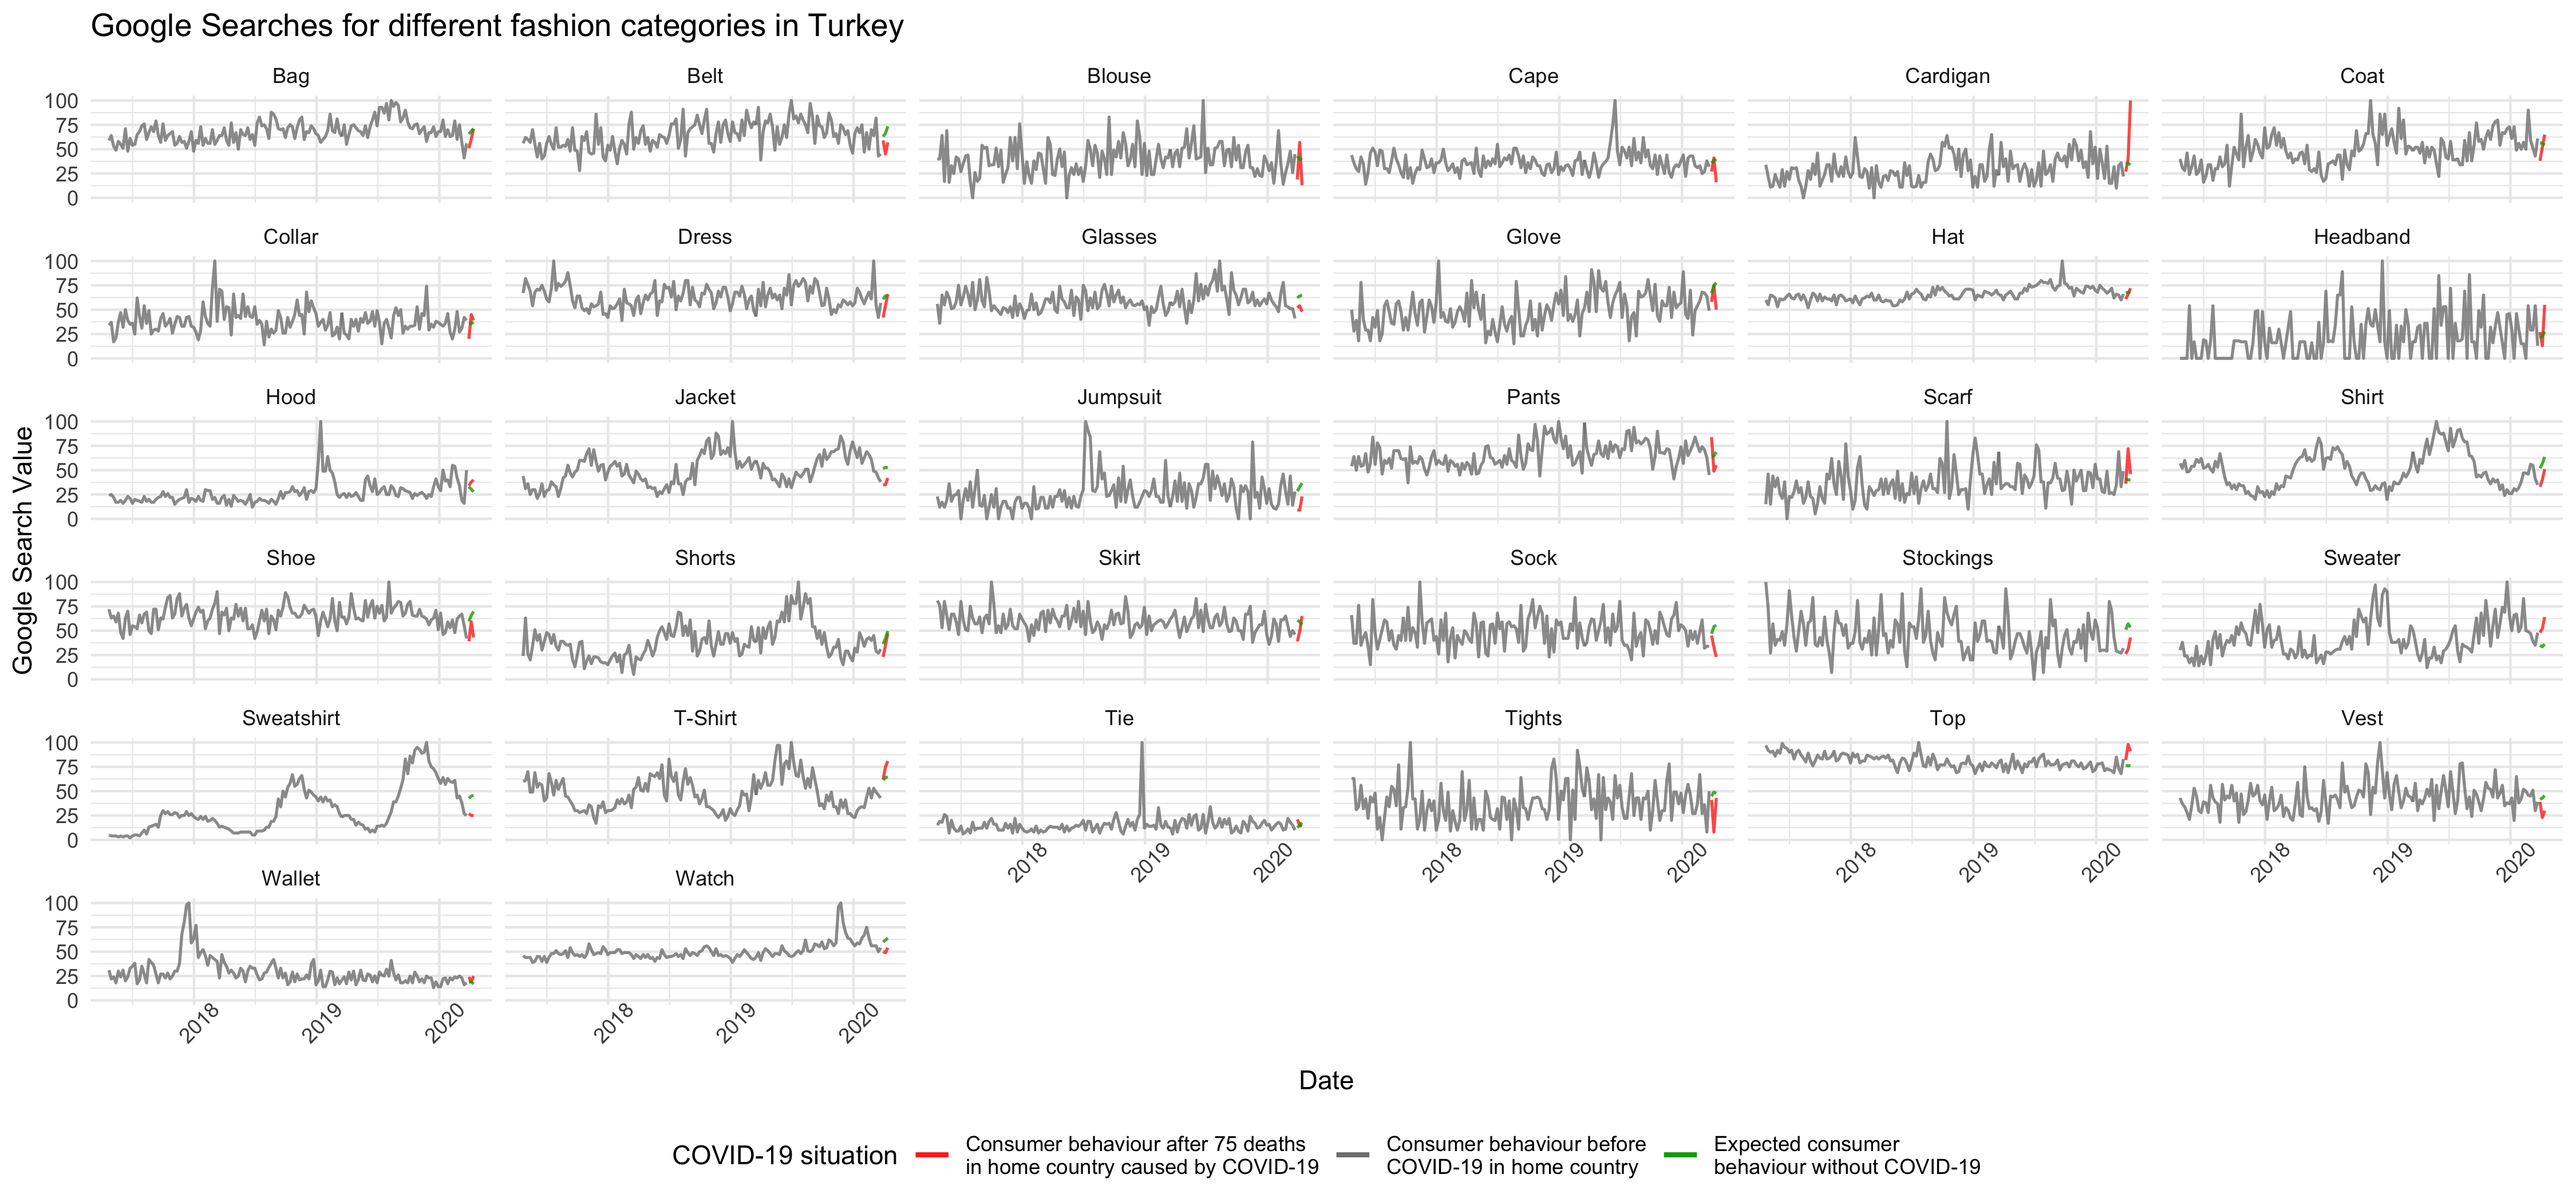 Google Searches for different fashion categories in Turkey
Bag Belt Blouse Cape Cardigan Coat
100
75
50
25
0
Collar Dress Glasses Glove Hat Headband
100
75
50
25
0
Hood Jacket Jumpsuit Pants Scarf Shirt
100
75
50
25
0
Google Search Value
Shoe Shorts Skirt Sock Stockings Sweater
100
75
50
25
0
Sweatshirt T-Shirt Tie Tights Top Vest
100
75
50
25
0
2018 2019 2020 2018 2019 2020 2018 2019 2020 2018 2019 2020
Wallet Watch
100
75
50
25
0
2018 2019 2020 2018 2019 2020
Date
COVID-19 situation
Consumer behaviour after 75 deaths
in home country caused by COVID-19
Consumer behaviour before
COVID-19 in home country
Expected consumer
behaviour without COVID-19